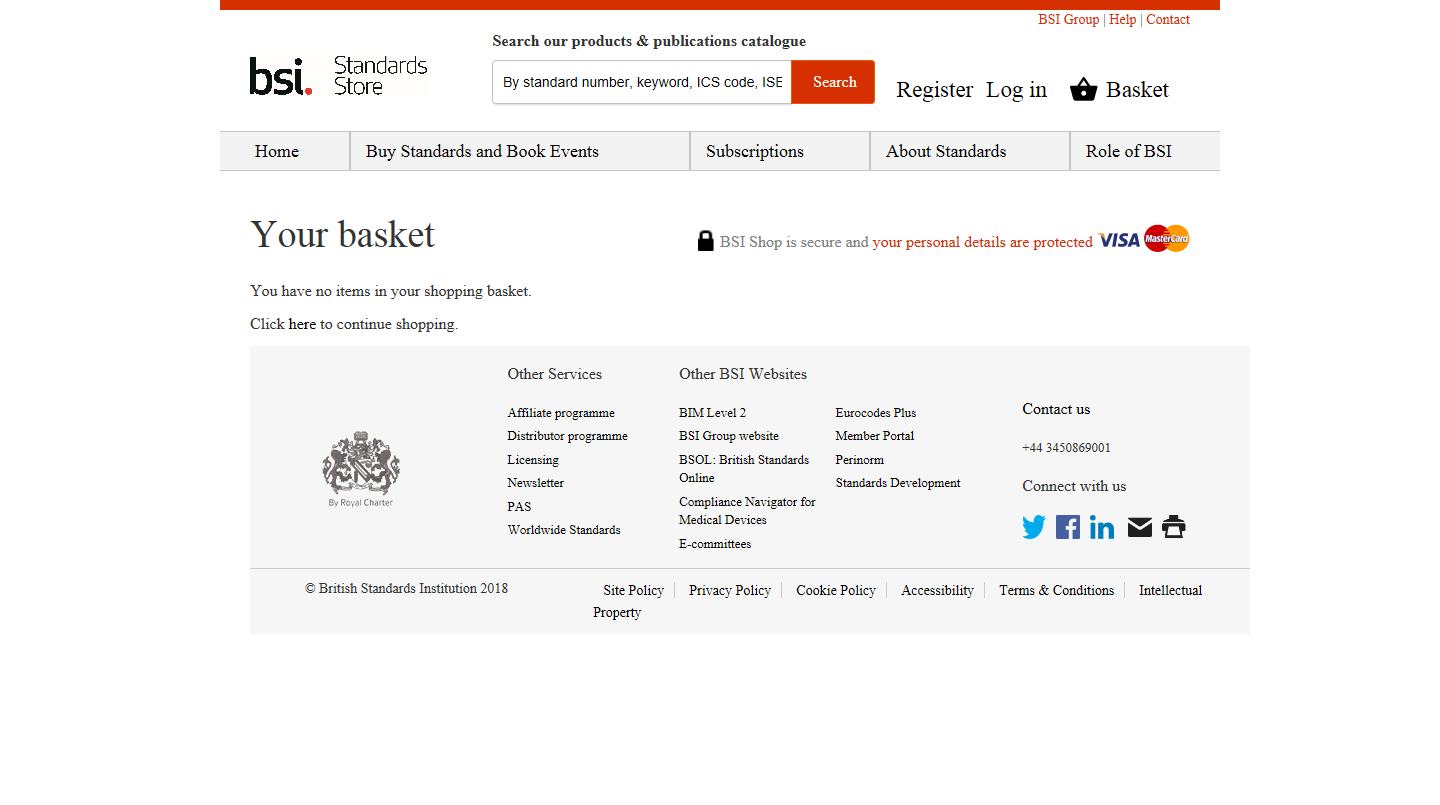 BSI Group | Help | Contact
Search our products & publications catalogue
bsi. Standards
Store
By standard number, keyword, ICS code, ISB
Search
Register Log in Basket
Home Buy Standards and Book Events Subscriptions About Standards Role of BSI
Your basket
BSI Shop is secure and your personal details are protected VISA MasterCard
You have no items in your shopping basket.
Click here to continue shopping.
By Royal Charter
Other Services
Affiliate programme
Distributor programme
Licensing
Newsletter
PAS
Worldwide Standards
Other BSI Websites
BIM Level 2
BSI Group website
BSOL: British Standards
Online
Compliance Navigator for
Medical Devices
E-committees
Eurocodes Plus
Member Portal
Perinorm
Standards Development
Contact us
+44 3450869001
Connect with us
© British Standards Institution 2018
Site Policy Privacy Policy Cookie Policy Accessibility Terms & Conditions Intellectual
Property